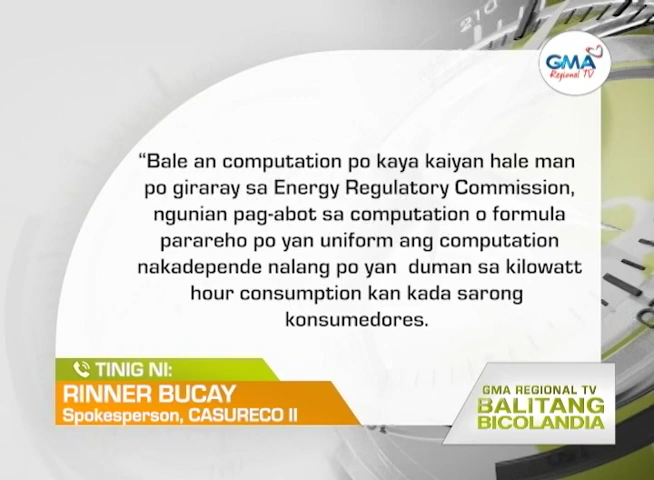 210
GMA
Regional TV
“Bale an computation po kaya kaiyan hale man
po giraray sa Energy Regulatory Commission,
ngunian pag-abot sa computation o formula
parareho po yan uniform ang computation
nakadepende nalang po yan duman sa kilowatt
hour consumption kan kada sarong
konsumedores.
TINIG NI:
RINNER BUCAY
Spokesperson, CASURECO II
GMA REGIONAL TV
BALITANG
BICOLANDIA